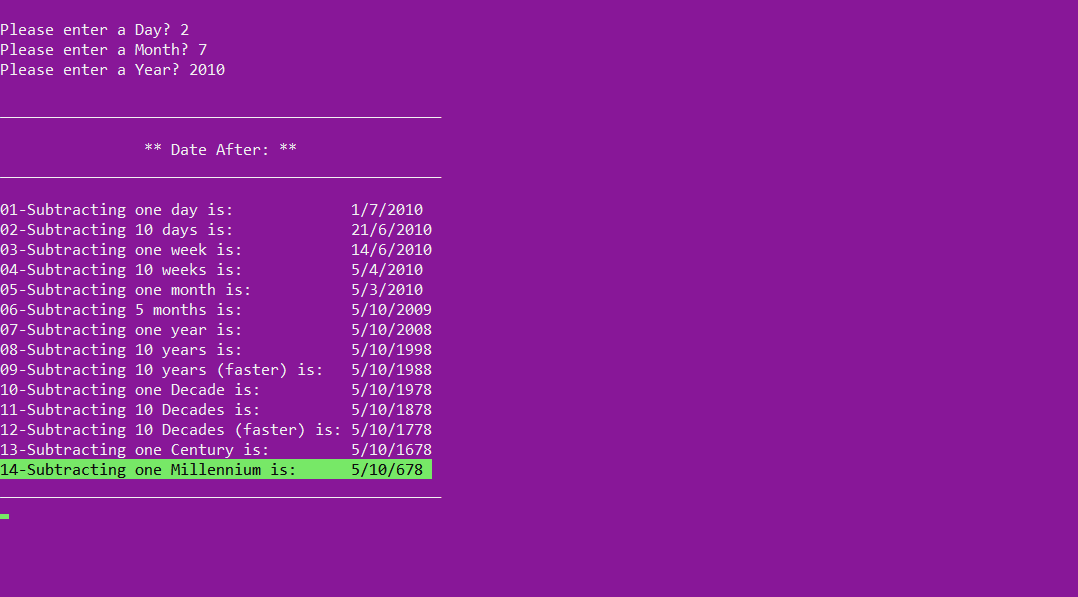 Please enter a Day? 2
Please enter a Month? 7
Please enter a Year? 2010
** Date After: **
01-Subtracting one day is: 1/7/2010
02-Subtracting 10 days is: 21/6/2010
03-Subtracting one week is: 14/6/2010
04-Subtracting 10 weeks is: 5/4/2010
05-Subtracting one month is: 5/3/2010
06-Subtracting 5 months is: 5/10/2009
07-Subtracting one year is: 5/10/2008
08-Subtracting 10 years is: 5/10/1998
09-Subtracting 10 years (faster) is: 5/10/1988
10-Subtracting one Decade is: 5/10/1978
11-Subtracting 10 Decades is: 5/10/1878
12-Subtracting 10 Decades (faster) is: 5/10/1778
13-Subtracting one Century is: 5/10/1678
14-Subtracting one Millennium is: 5/10/678